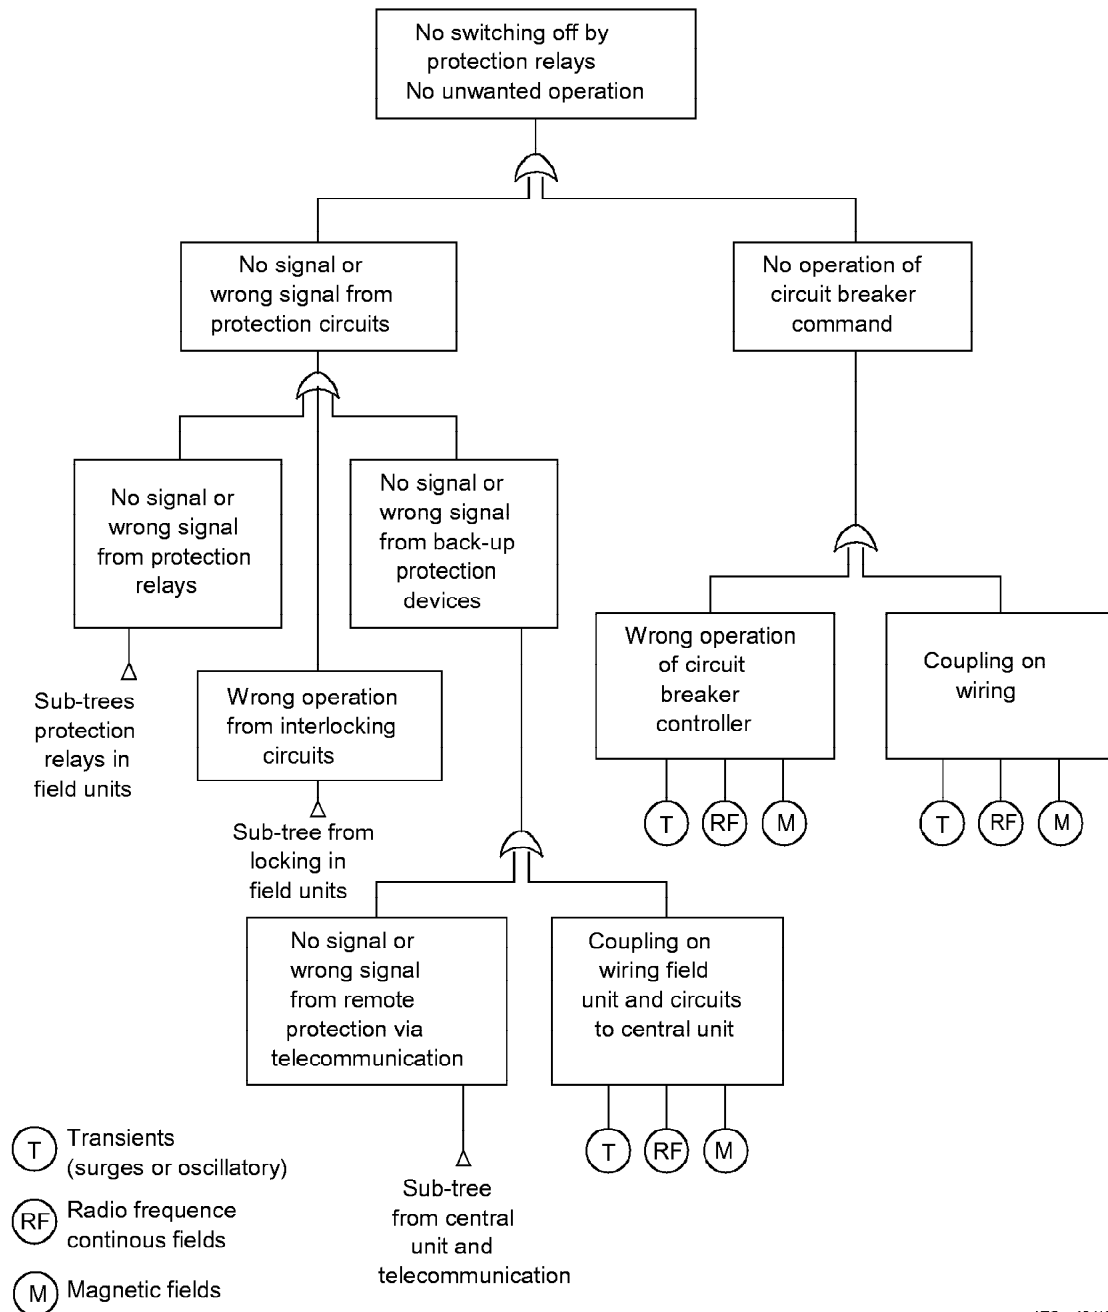 No switching off by
protection relays
No unwanted operation
No signal or
wrong signal from
protection circuits
No operation of
circuit breaker
command
No signal or
wrong signal
from protection
relays
No signal or
wrong signal
from back-up
protection
devices
Wrong operation
of circuit
breaker
controller
Coupling on
wiring
Sub-trees
protection
relays in
field units
Wrong operation
from interlocking
circuits
T RF M
T RF M
Sub-tree from
locking in
field units
No signal or
wrong signal
from remote
protection via
telecommunication
Coupling on
wiring field
unit and circuits
to central unit
T RF M
Sub-tree
from central
unit and
telecommunication
T Transients
(surges or oscillatory)
RF Radio frequence
continous fields
M Magnetic fields